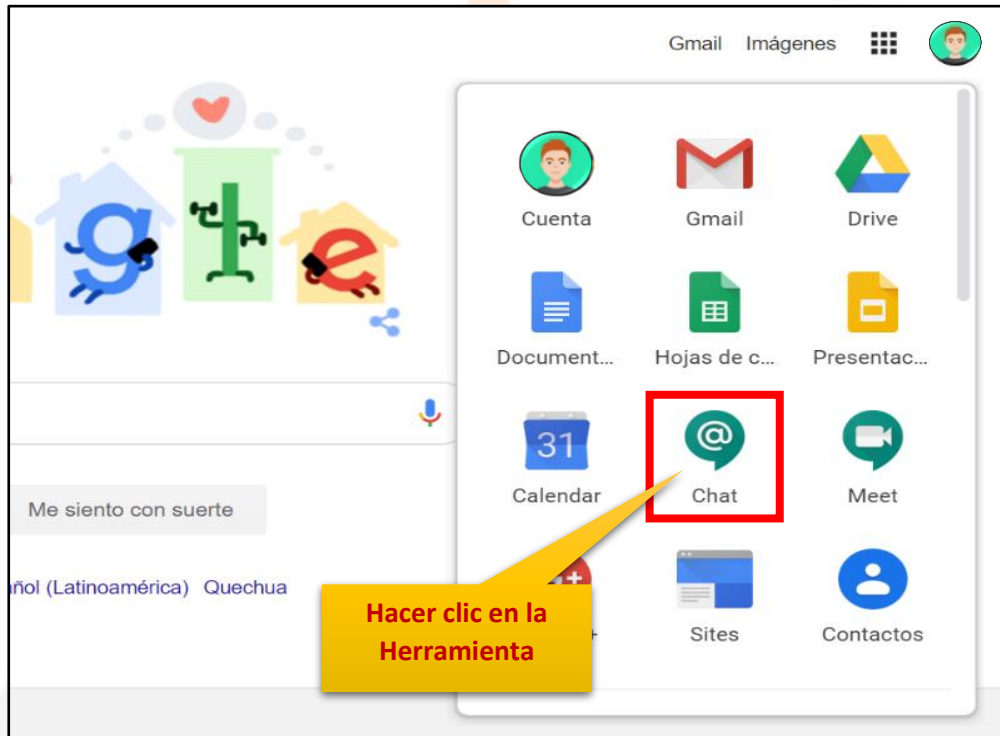 Gmail Imágenes
g l e
Cuenta Gmail Drive
Document... Hojas de c... Presentac...
31 @
Calendar Chat Meet
Me siento con suerte
ñol (Latinoamérica) Quechua
Hacer clic en la
Herramienta
+
+
Sites Contactos